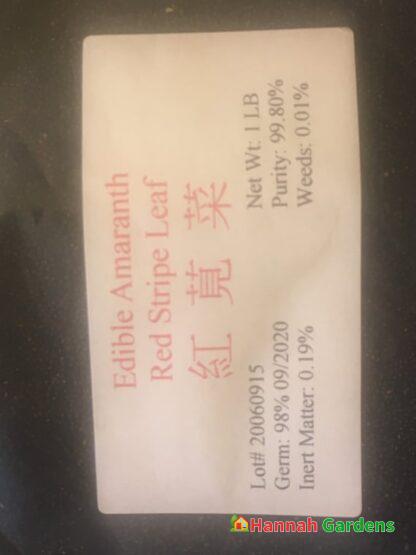 Edible Amaranth
Red Stripe Leaf
紅莧菜
Lot# 20060915
Net Wt: 1 LB
Germ: 98% 09/2020
Purity: 99.80%
Inert Matter: 0.19%
Weeds: 0.01%
Hannah Gardens